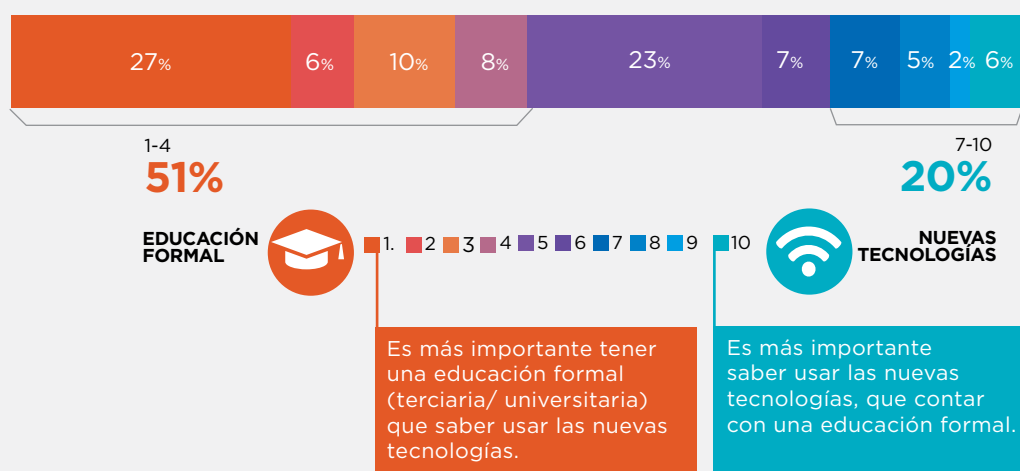 27% 6% 10% 8% 23% 7% 7% 5% 2% 6%
1-4
51%
7-10
20%
EDUCACIÓN
FORMAL
1. 2 3 4 5 6 7 8 9 10
NUEVAS
TECNOLOGÍAS
Es más importante tener
una educación formal
(terciaria/ universitaria)
que saber usar las nuevas
tecnologías.
Es más importante
saber usar las nuevas
tecnologías, que contar
con una educación formal.